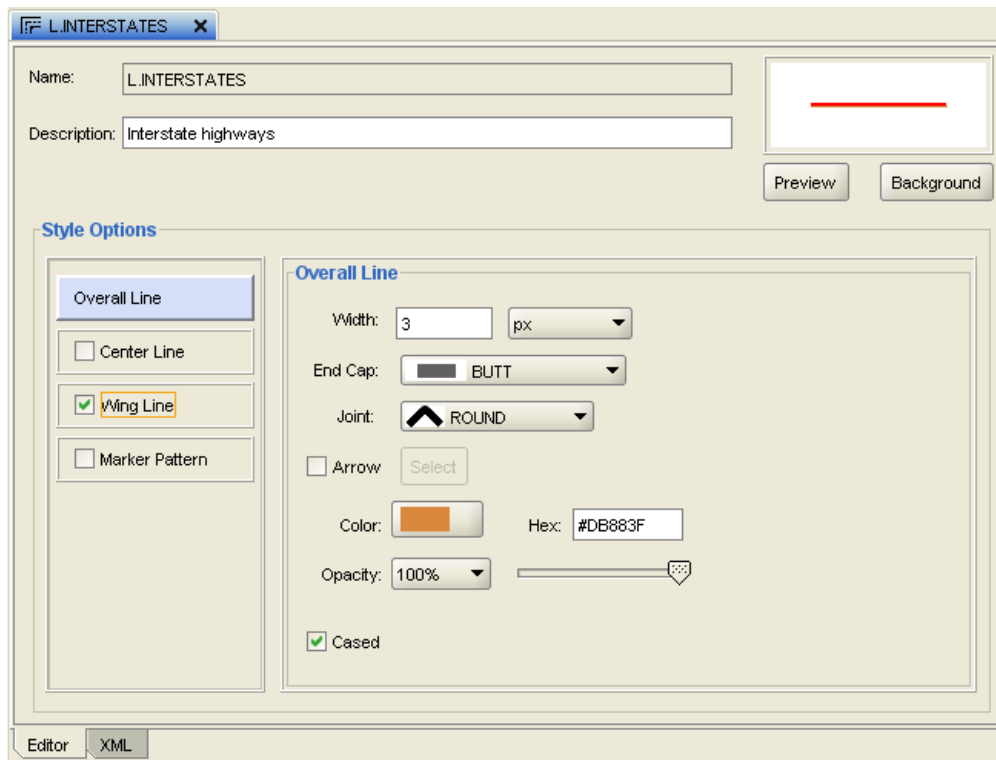 L.INTERSTATES
Name: L.INTERSTATES
Description: Interstate highways
Preview Background
Style Options
Overall Line
Center Line
Wing Line
Marker Pattern
Overall Line
Width: 3 px
End Cap: BUTT
Joint: ROUND
Arrow Select
Color: Hex: #DB883F
Opacity: 100%
Cased
Editor XML